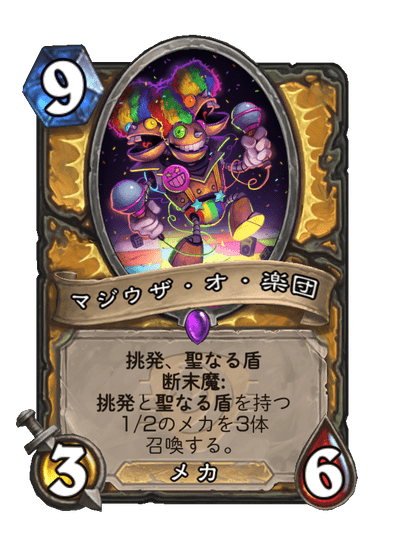 9
マジウザ・オ・楽団
挑発、聖なる盾
断末魔:
挑発と聖なる盾を持つ
1/2のメカを3体
召喚する。
3
メカ
6